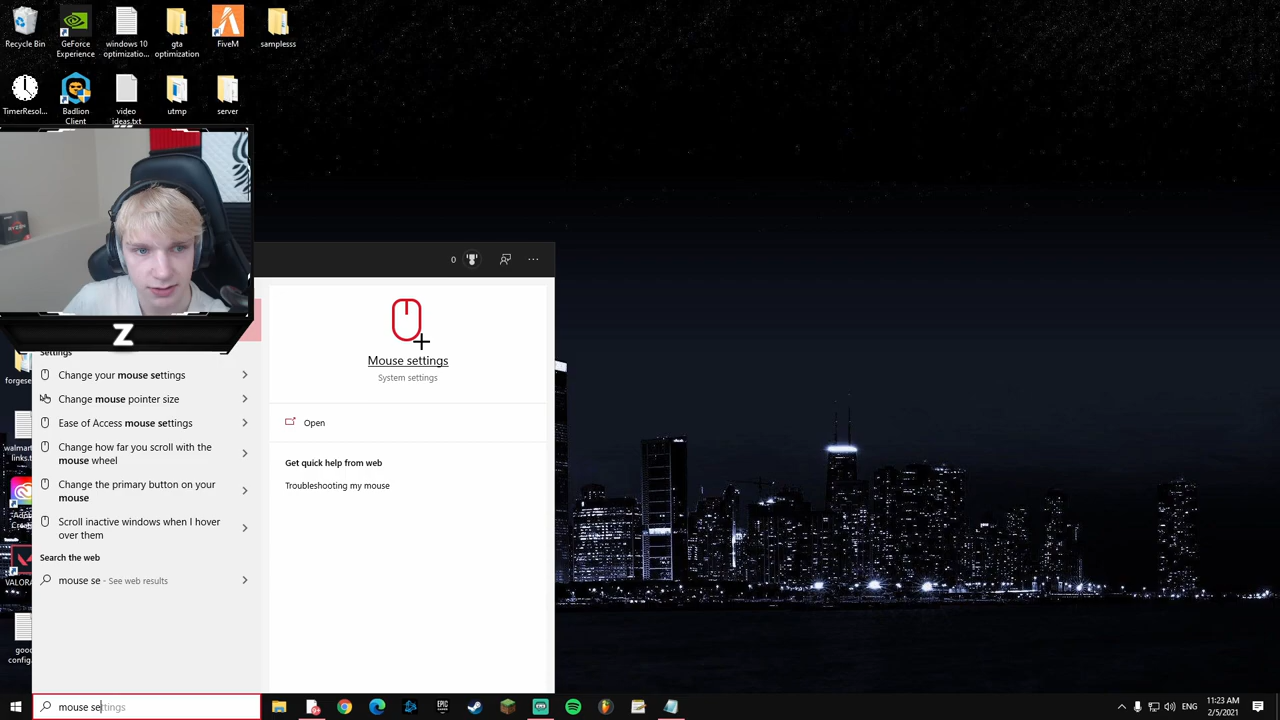 Recycle Bin
GeForce
Experience
windows 10
optimizatio...
gta
optimization
FiveM
samplesss
TimerResol...
Badlion
Client
video
ideas.txt
utmp
server
Z
0
Settings
Change your mouse settings
Change mouse pointer size
Ease of Access mouse settings
Change how far you scroll with the
mouse wheel
Change the primary button on your
mouse
Scroll inactive windows when I hover
over them
Search the web
mouse se - See web results
Mouse settings
System settings
Open
Get quick help from web
Troubleshooting my mouse
mouse settings
EPIC
GAMES
ENG
11:23 AM
2/5/2021